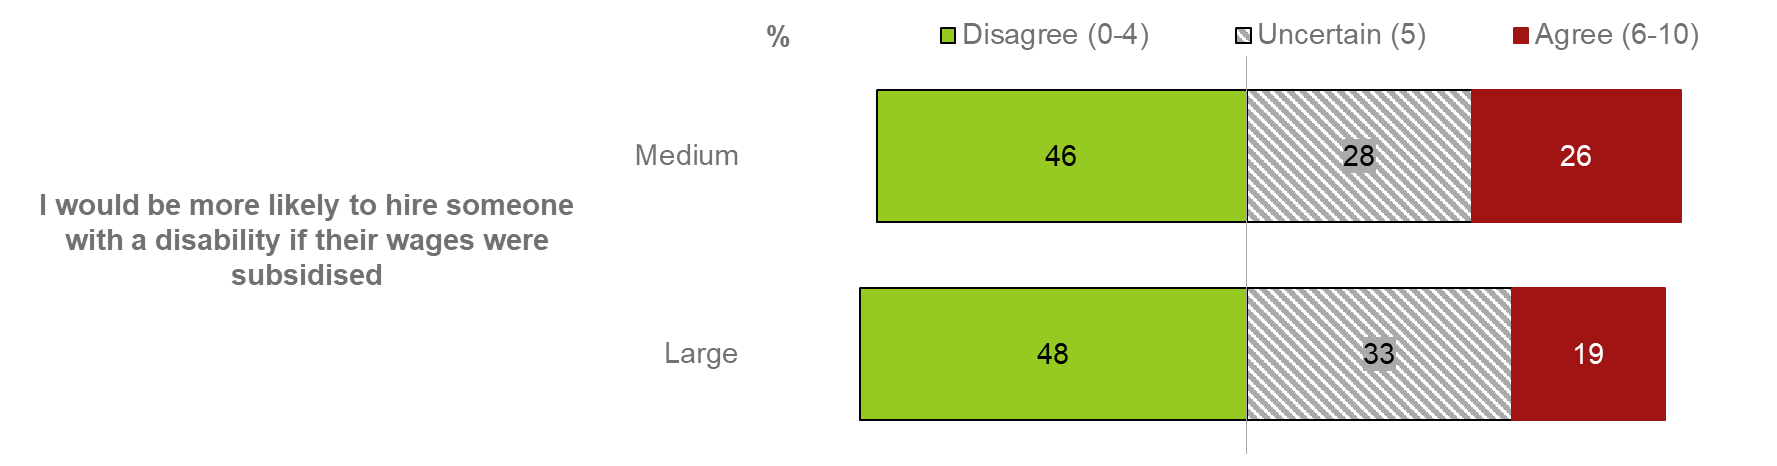 % Disagree (0-4) Uncertain (5) Agree (6-10)
I would be more likely to hire someone
with a disability if their wages were
subsidised
Medium 46 28 26
Large 48 33 19